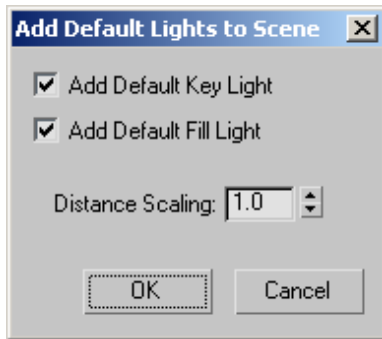 Add Default Lights to Scene
Add Default Key Light
Add Default Fill Light
Distance Scaling: 1.0
OK Cancel